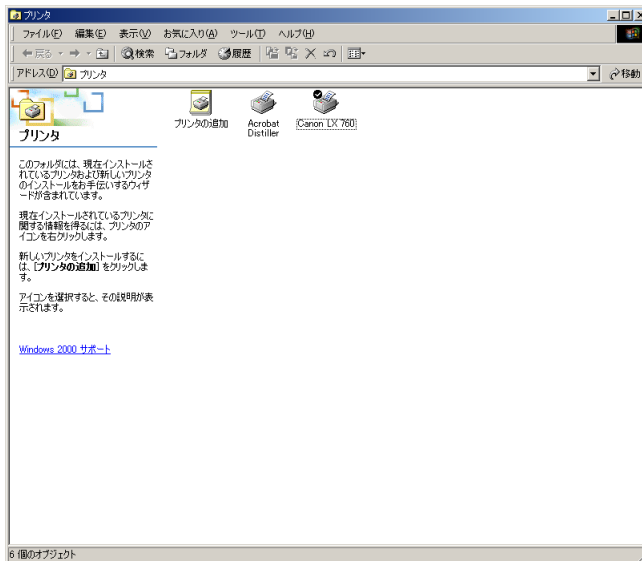 プリンタ
ファイル(F) 編集(E) 表示(V) お気に入り(A) ツール(T) ヘルプ(H)
戻る 検索 フォルダ 履歴
アドレス(D) プリンタ 移動
プリンタの追加
Acrobat
Distiller
Canon LX 760
プリンタ
このフォルダには、現在インストールさ
れているプリンタおよび新しいプリンタ
のインストールをお手伝いするウィザ
ードが含まれています。
現在インストールされているプリンタに
関する情報を得るには、プリンタのア
イコンを右クリックします。
新しいプリンタをインストールするに
は、[プリンタの追加] をクリックしま
す。
アイコンを選択すると、その説明が表
示されます。
Windows 2000 サポート
6 個のオブジェクト